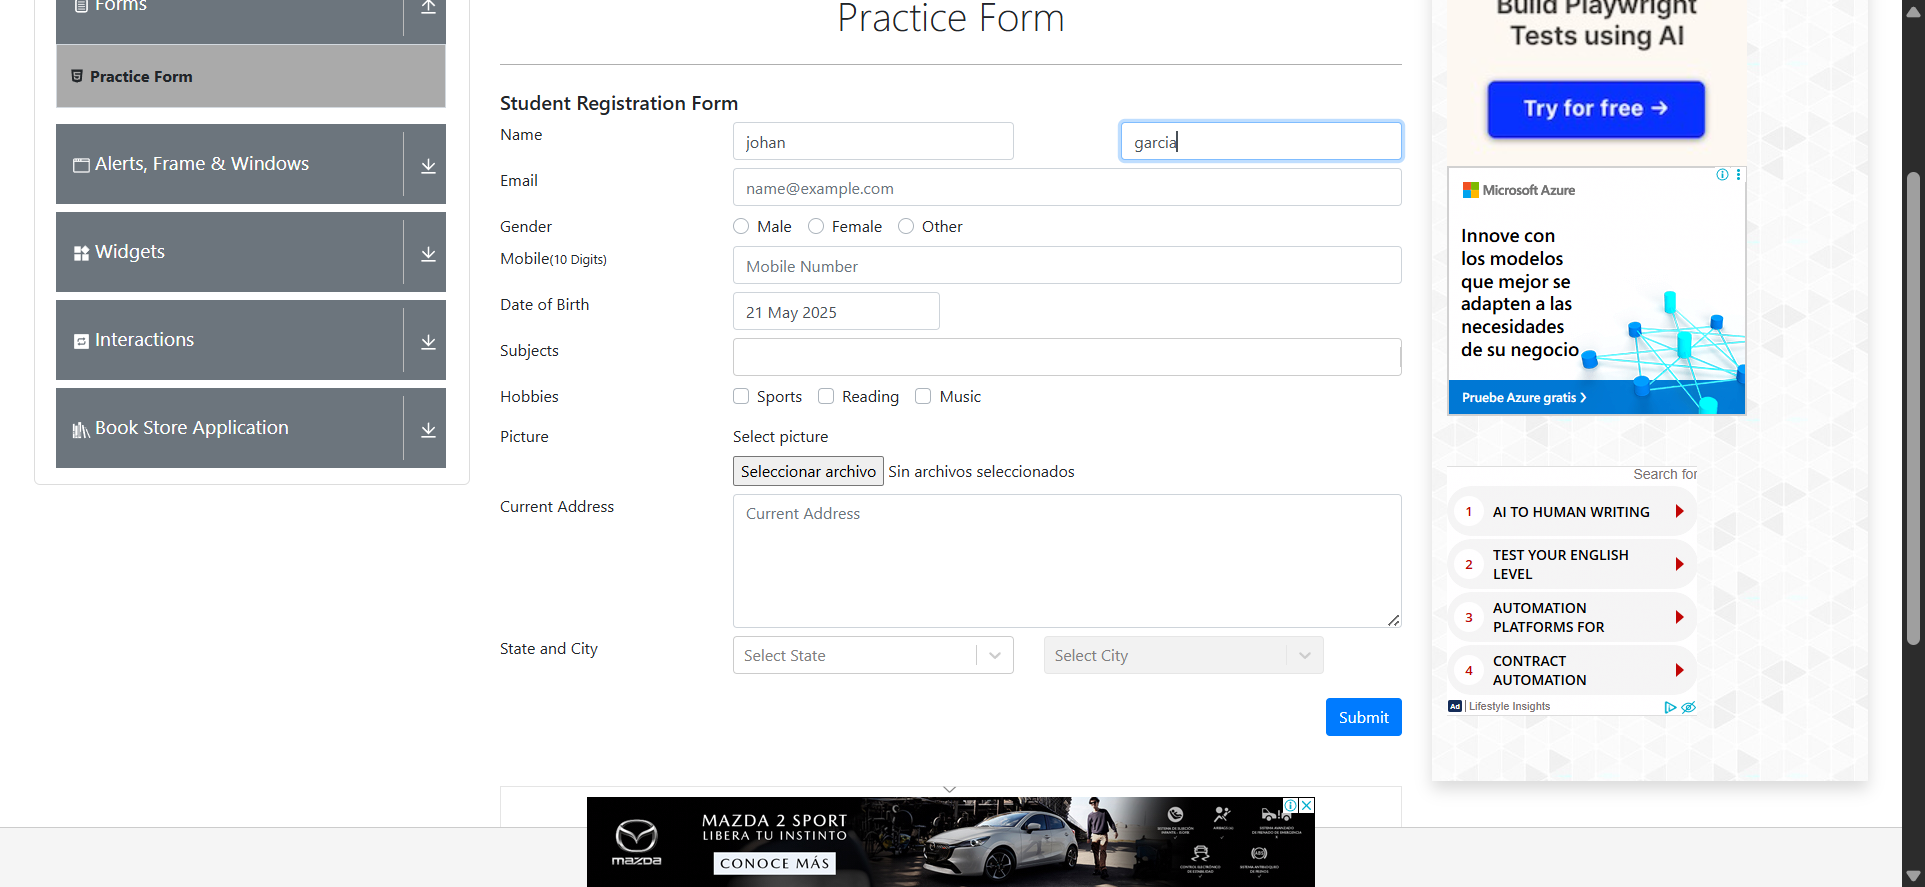 Forms
Practice Form
Alerts, Frame & Windows
Widgets
Interactions
Book Store Application
Practice Form
Student Registration Form
Name
johan
garcia
Email
name@example.com
Gender
Male
Female
Other
Mobile(10 Digits)
Mobile Number
Date of Birth
21 May 2025
Subjects
Hobbies
Sports
Reading
Music
Picture
Select picture
Seleccionar archivo Sin archivos seleccionados
Current Address
Current Address
State and City
Select State
Select City
Submit
Build Playwright
Tests using AI
Try for free →
Microsoft Azure
Innove con
los modelos
que mejor se
adapten a las
necesidades
de su negocio
Pruebe Azure gratis >
Search for
1 AI TO HUMAN WRITING
2 TEST YOUR ENGLISH
LEVEL
3 AUTOMATION
PLATFORMS FOR
4 CONTRACT
AUTOMATION
Ad | Lifestyle Insights
mazda
MAZDA 2 SPORT
LIBERA TU INSTINTO
CONOCE MÁS